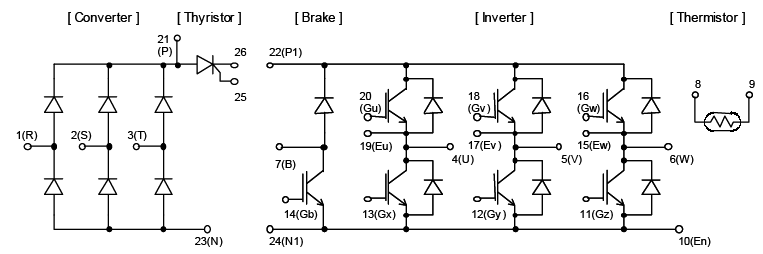 [ Converter ] [ Thyristor ] [ Brake ] [ Inverter ] [ Thermistor ]
21
(P)
26
25
22(P1)
20
(Gu)
18
(Gv)
16
(Gw)
8
9
1(R)
2(S)
3(T)
7(B)
19(Eu)
4(U)
17(Ev)
5(V)
15(Ew)
6(W)
14(Gb)
13(Gx)
12(Gy)
11(Gz)
23(N)
24(N1)
10(En)